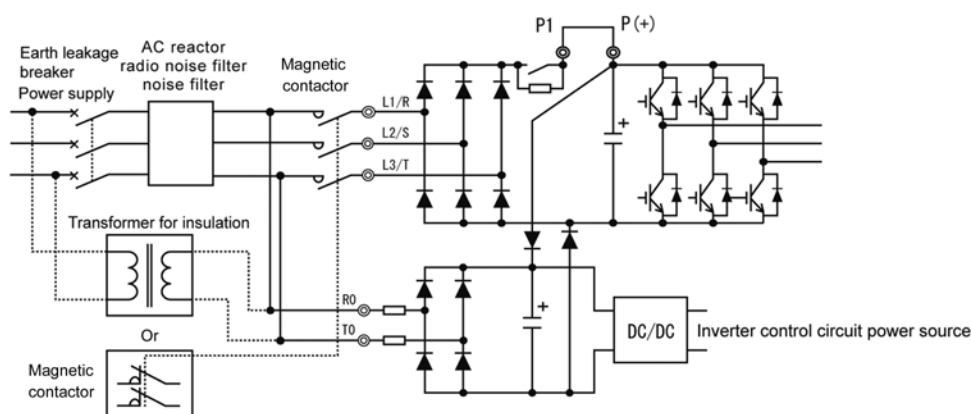 P1
P(+)
Earth leakage
breaker
Power supply
AC reactor
radio noise filter
noise filter
Magnetic
contactor
L1/R
L2/S
L3/T
+
Transformer for insulation
R0
T0
+
Or
DC/DC
Inverter control circuit power source
Magnetic
contactor